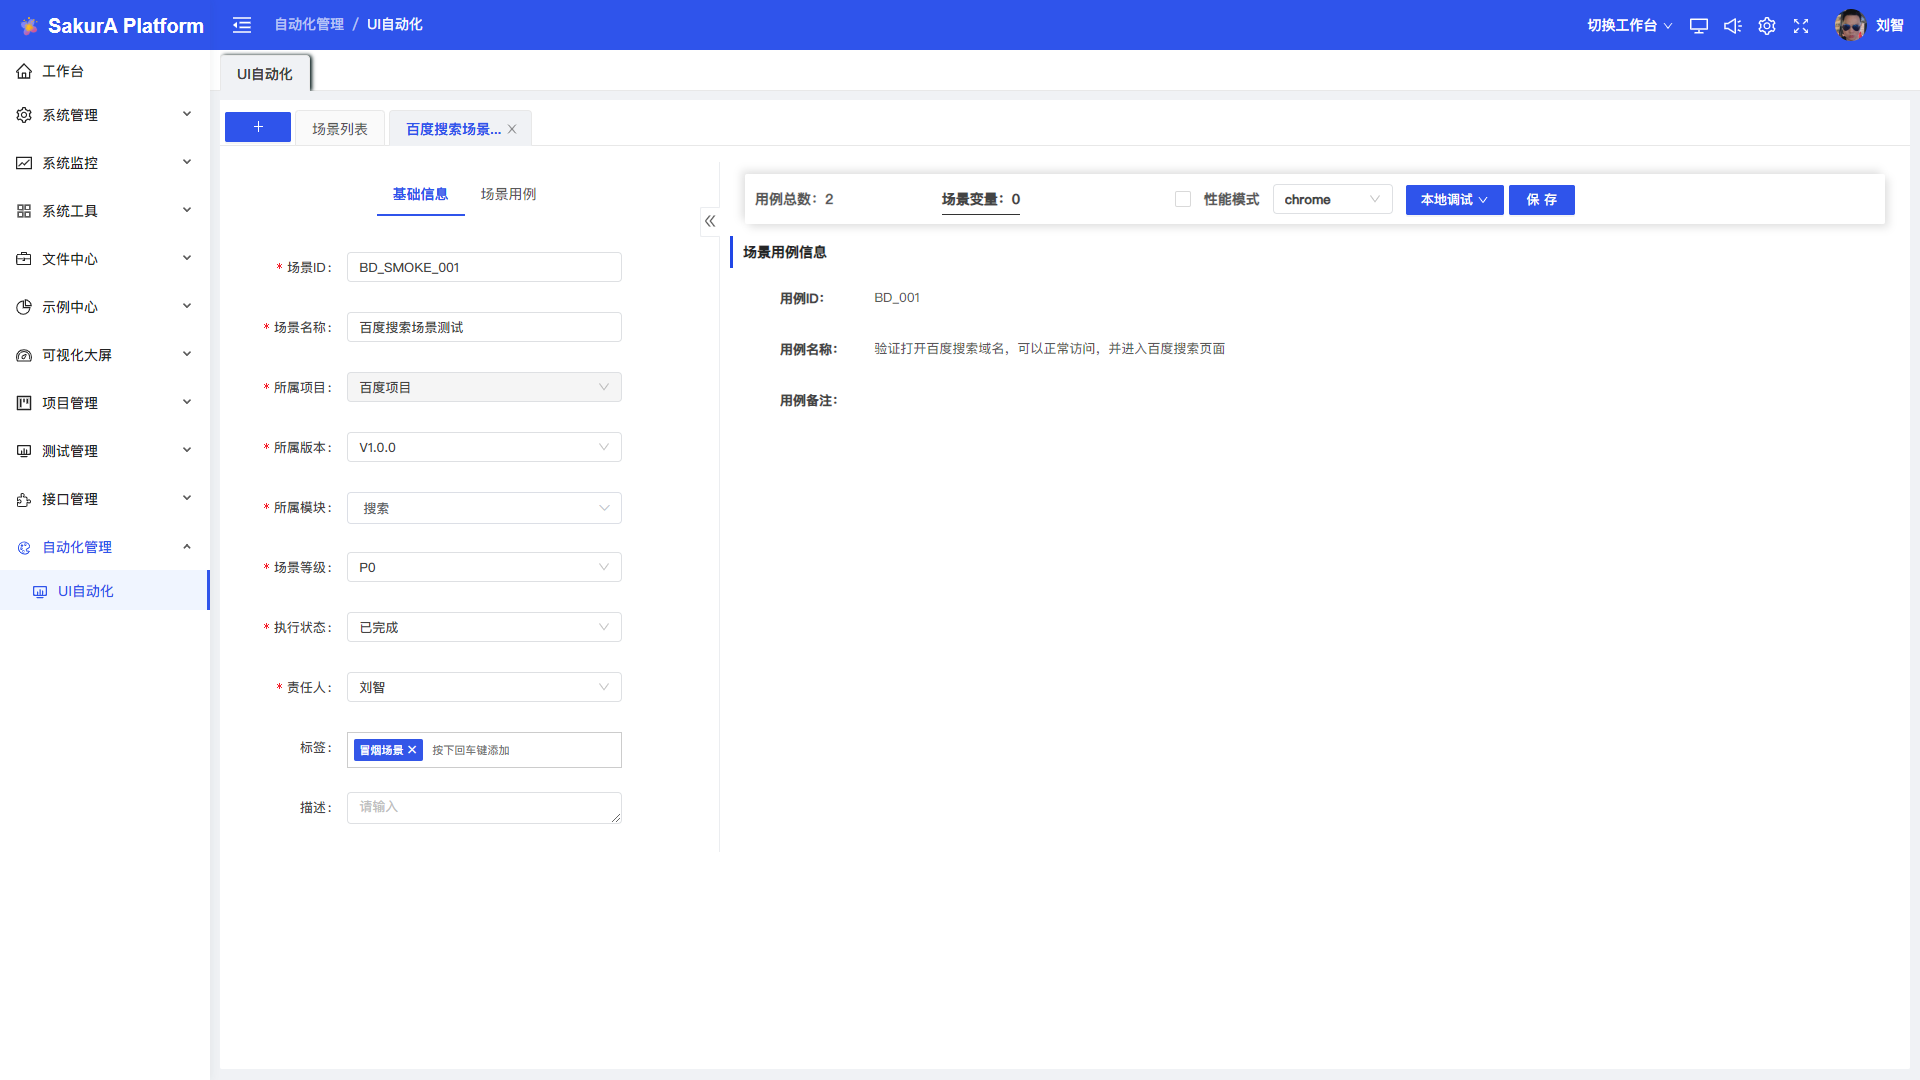 SakurA Platform
自动化管理 / UI自动化
切换工作台
刘智
工作台
系统管理
系统监控
系统工具
文件中心
示例中心
可视化大屏
项目管理
测试管理
接口管理
自动化管理
UI自动化
UI自动化
+
场景列表
百度搜索场景...
基础信息
场景用例
* 场景ID: BD_SMOKE_001
* 场景名称: 百度搜索场景测试
* 所属项目: 百度项目
* 所属版本: V1.0.0
* 所属模块: 搜索
* 场景等级: P0
* 执行状态: 已完成
* 责任人: 刘智
标签: 冒烟场景 按下回车键添加
描述: 请输入
用例总数: 2
场景变量: 0
性能模式
chrome
本地调试
保 存
场景用例信息
用例ID: BD_001
用例名称: 验证打开百度搜索域名，可以正常访问，并进入百度搜索页面
用例备注: